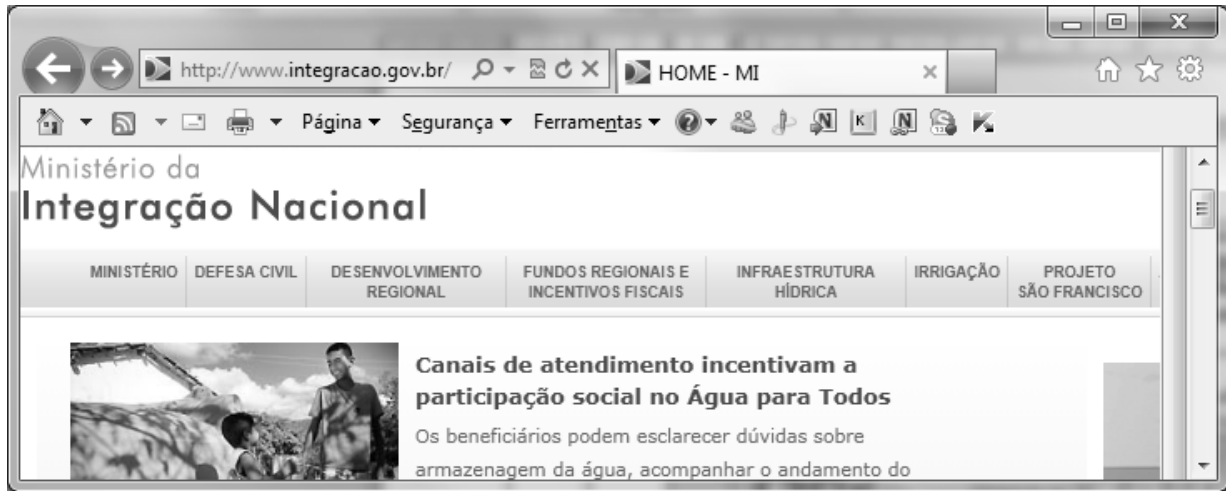 http://www.integracao.gov.br/
HOME - MI
Página
Segurança
Ferramentas
Ministério da
Integração Nacional
MINISTÉRIO
DEFESA CIVIL
DESENVOLVIMENTO
REGIONAL
FUNDOS REGIONAIS E
INCENTIVOS FISCAIS
INFRAESTRUTURA
HÍDRICA
IRRIGAÇÃO
PROJETO
SÃO FRANCISCO
Canais de atendimento incentivam a
participação social no Água para Todos
Os beneficiários podem esclarecer dúvidas sobre
armazenagem da água, acompanhar o andamento do